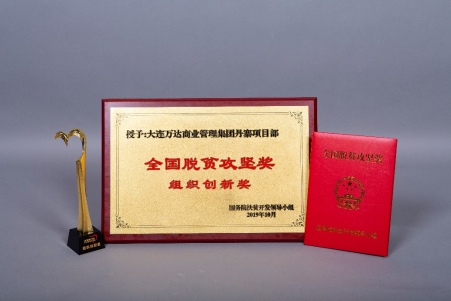 授予:大连万达商业管理集团丹寨项目部
全国脱贫攻坚奖
组织创新奖
国务院扶贫开发领导小组
2019年10月
全国脱贫攻坚奖